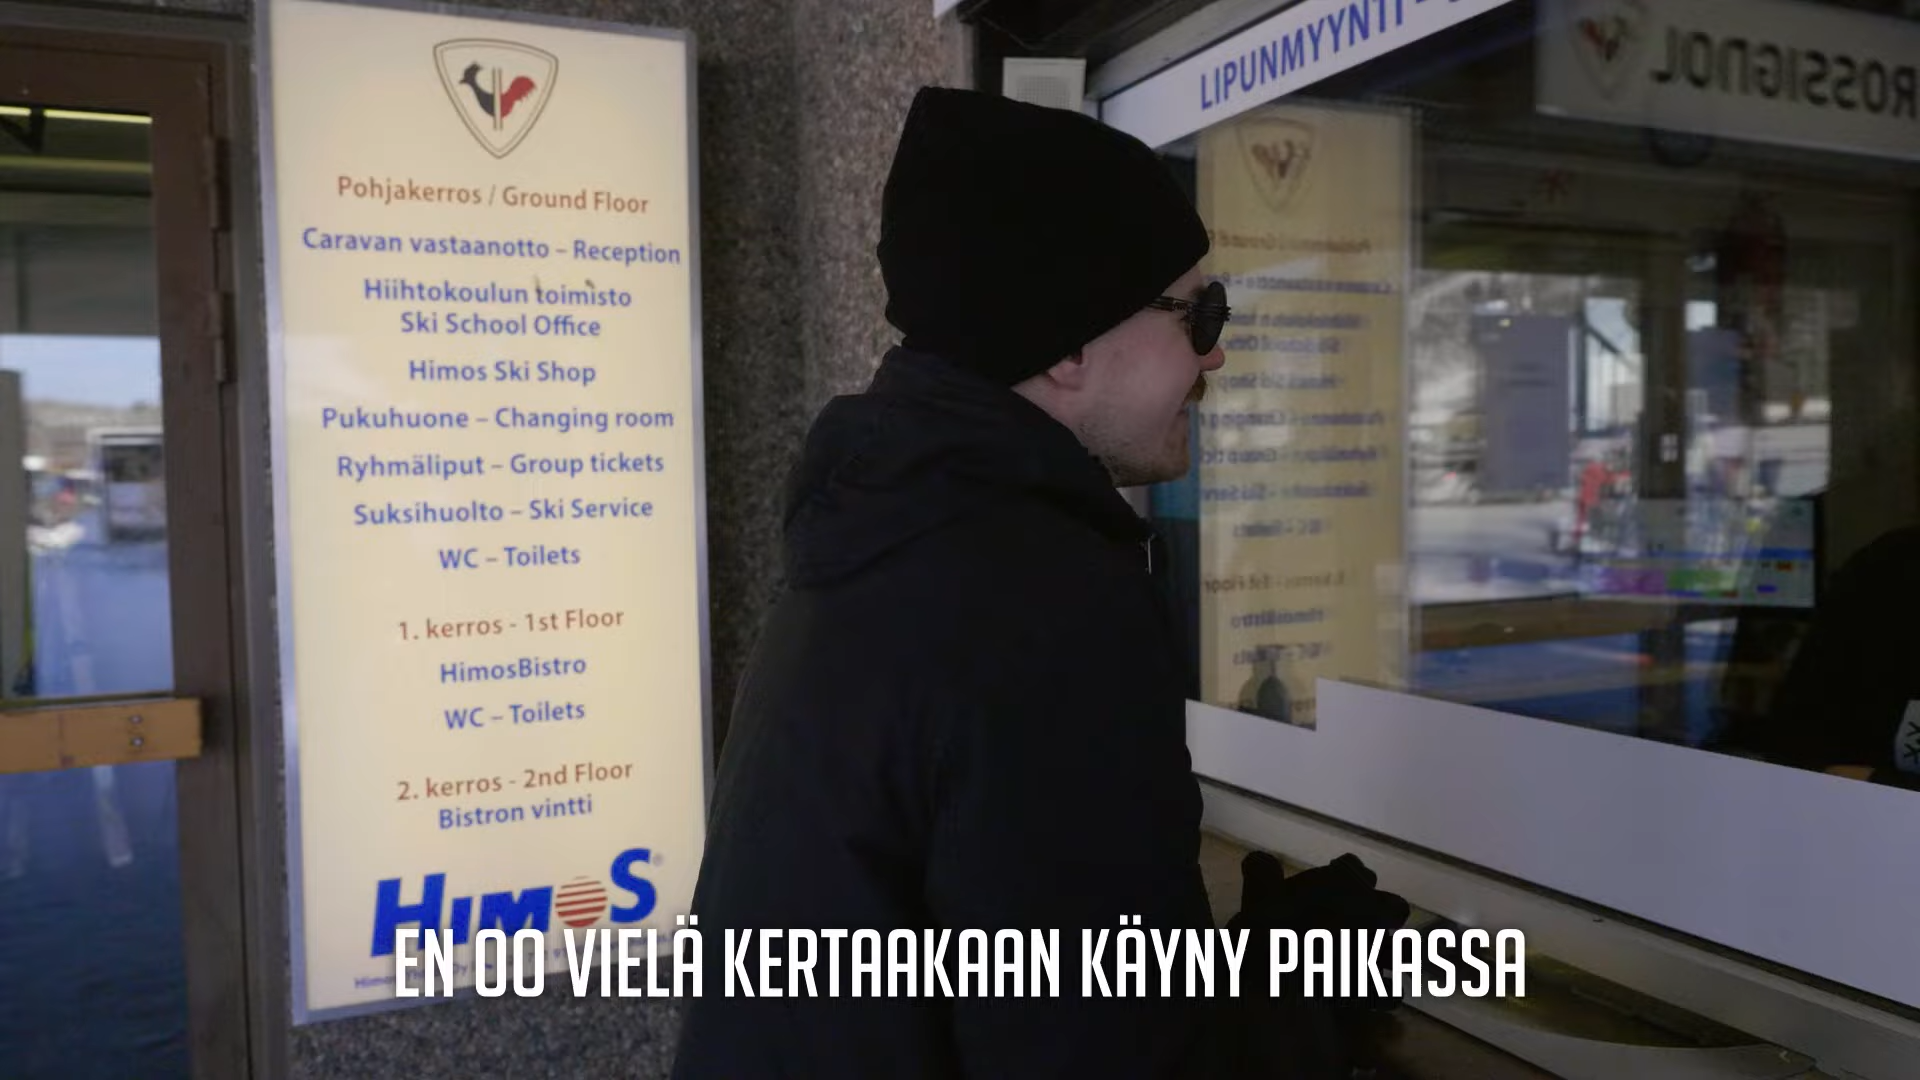 Pohjakerros / Ground Floor
Caravan vastaanotto – Reception
Hiihtokoulun toimisto
Ski School Office
Himos Ski Shop
Pukuhuone – Changing room
Ryhmäliput – Group tickets
Suksihuolto – Ski Service
WC – Toilets
1. kerros - 1st Floor
HimosBistro
WC – Toilets
2. kerros - 2nd Floor
Bistron vintti
HIMOS®
LIPUNMYYNTI -
ROSSIGNOL
EN OO VIELÄ KERTAAKAAN KÄYNY PAIKASSA